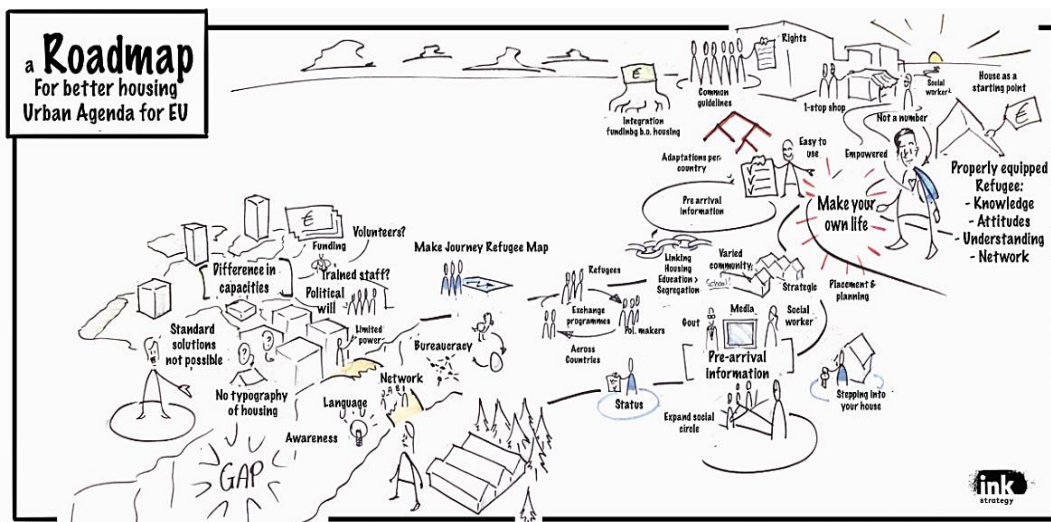 a Roadmap
For better housing
Urban Agenda for EU
Rights
Common
guidelines
€
Integration
fundinbg b.o. housing
1-stop shop
Social
worker
House as a
starting point
Not a number
€
Adaptations per
country
Easy to
use
Empowered
Pre arrival
information
Make your
own life
Properly equipped
Refugee:
- Knowledge
- Attitudes
- Understanding
- Network
€
Funding
Volunteers?
Difference in
capacities
Trained staff?
Political
will
Limited
power
Make Journey Refugee Map
Standard
solutions
not possible
No typography
of housing
Bureaucracy
Network
Language
Awareness
GAP
Refugees
Exchange
programmes
Pol. makers
Across
Countries
Linking
Housing
Education >
Segregation
Varied
community
School
Strategic
Placement &
planning
Gout
Media
Social
worker
Pre-arrival
information
Status
Expand social
circle
Stepping into
your house
ink
strategy